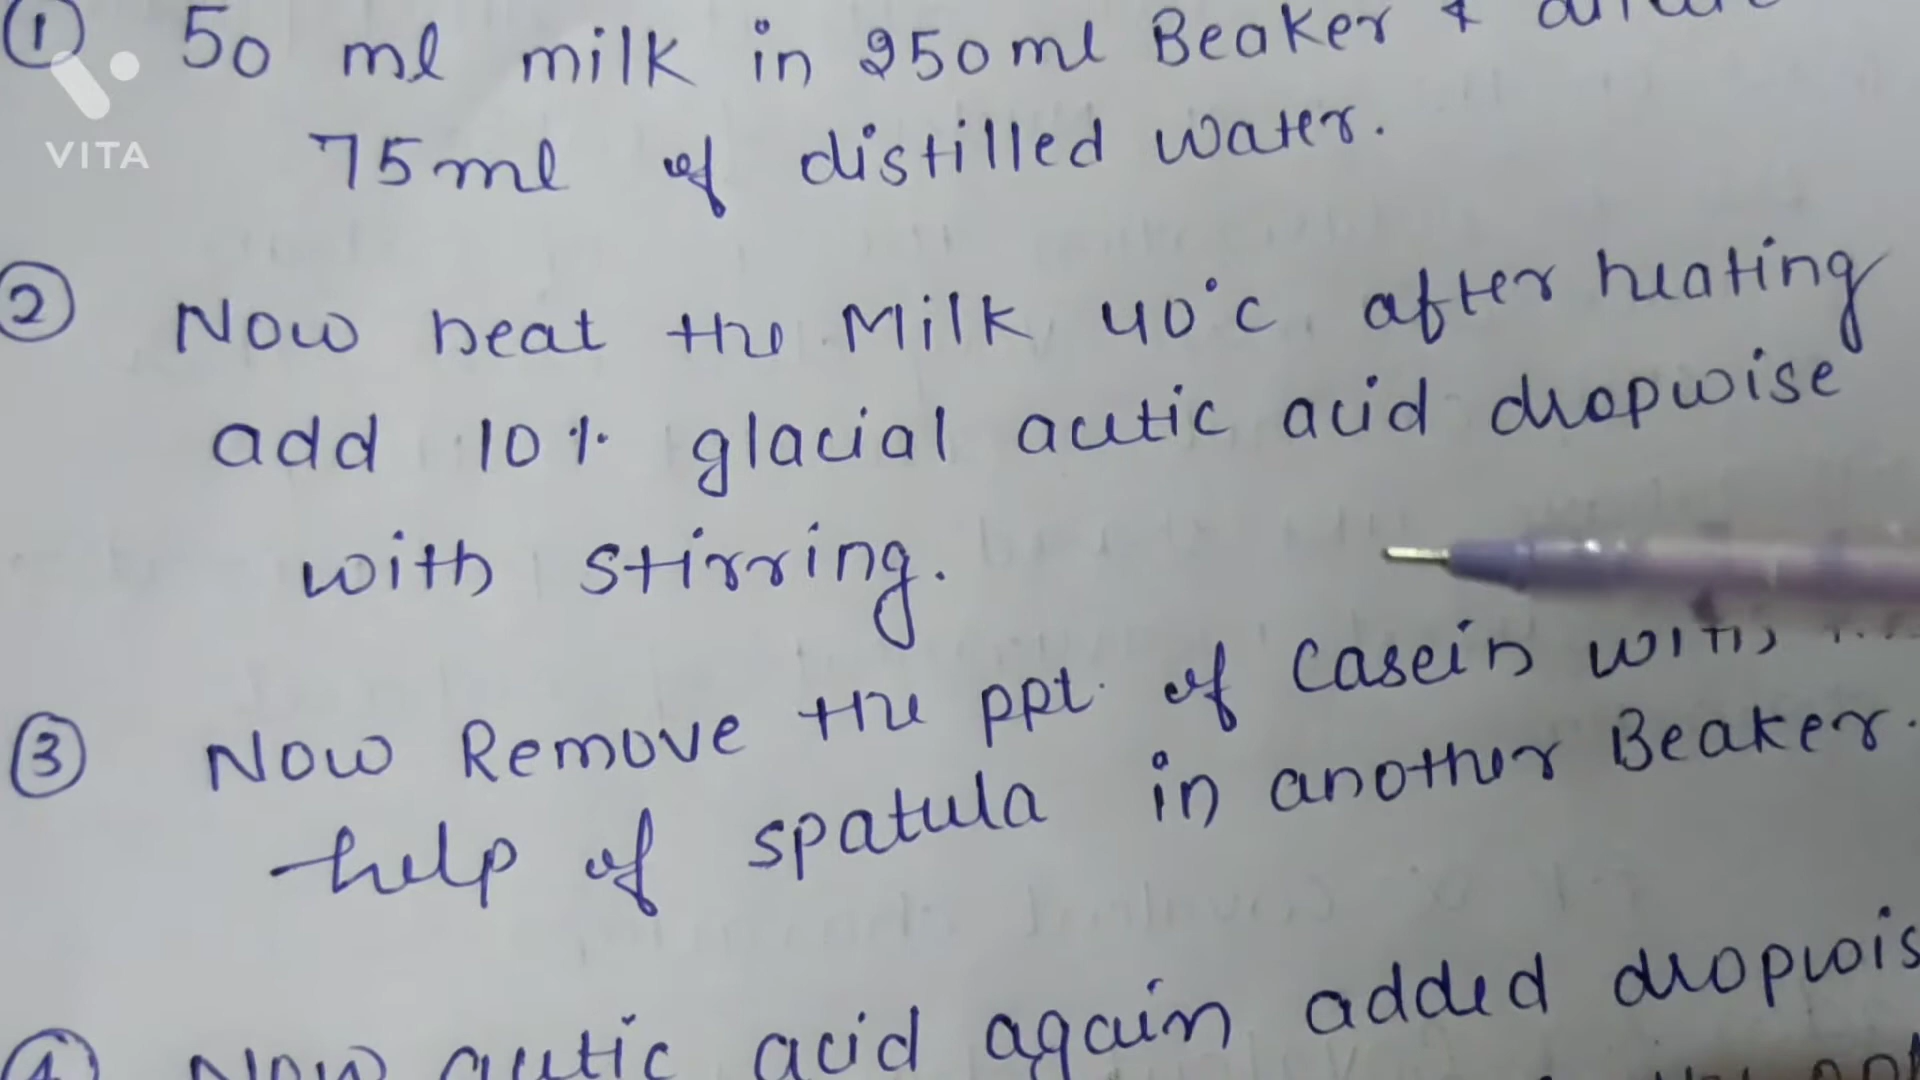 ① 50 ml milk in 250ml Beaker &
75ml of distilled water.
VITA
② Now heat the Milk 40°c. after heating
add 10% glacial acetic acid dropwise
with stirring.
③ Now Remove the ppt. of casein with
help of spatula in another Beaker.
④ Now acetic acid again added dropwis